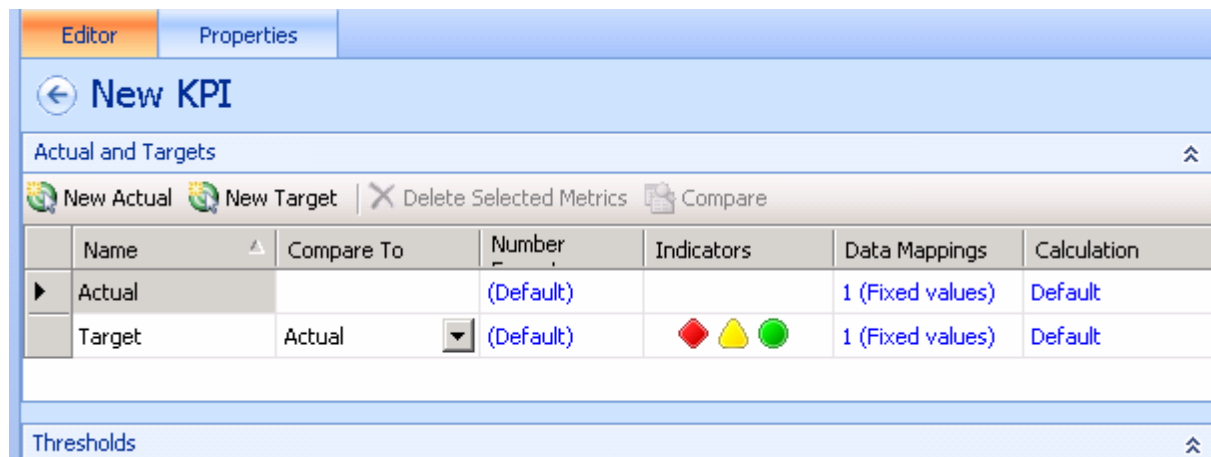 Editor Properties
New KPI
Actual and Targets
New Actual New Target Delete Selected Metrics Compare
Name Compare To Number Indicators Data Mappings Calculation
Actual (Default) 1 (Fixed values) Default
Target Actual (Default) 1 (Fixed values) Default
Thresholds